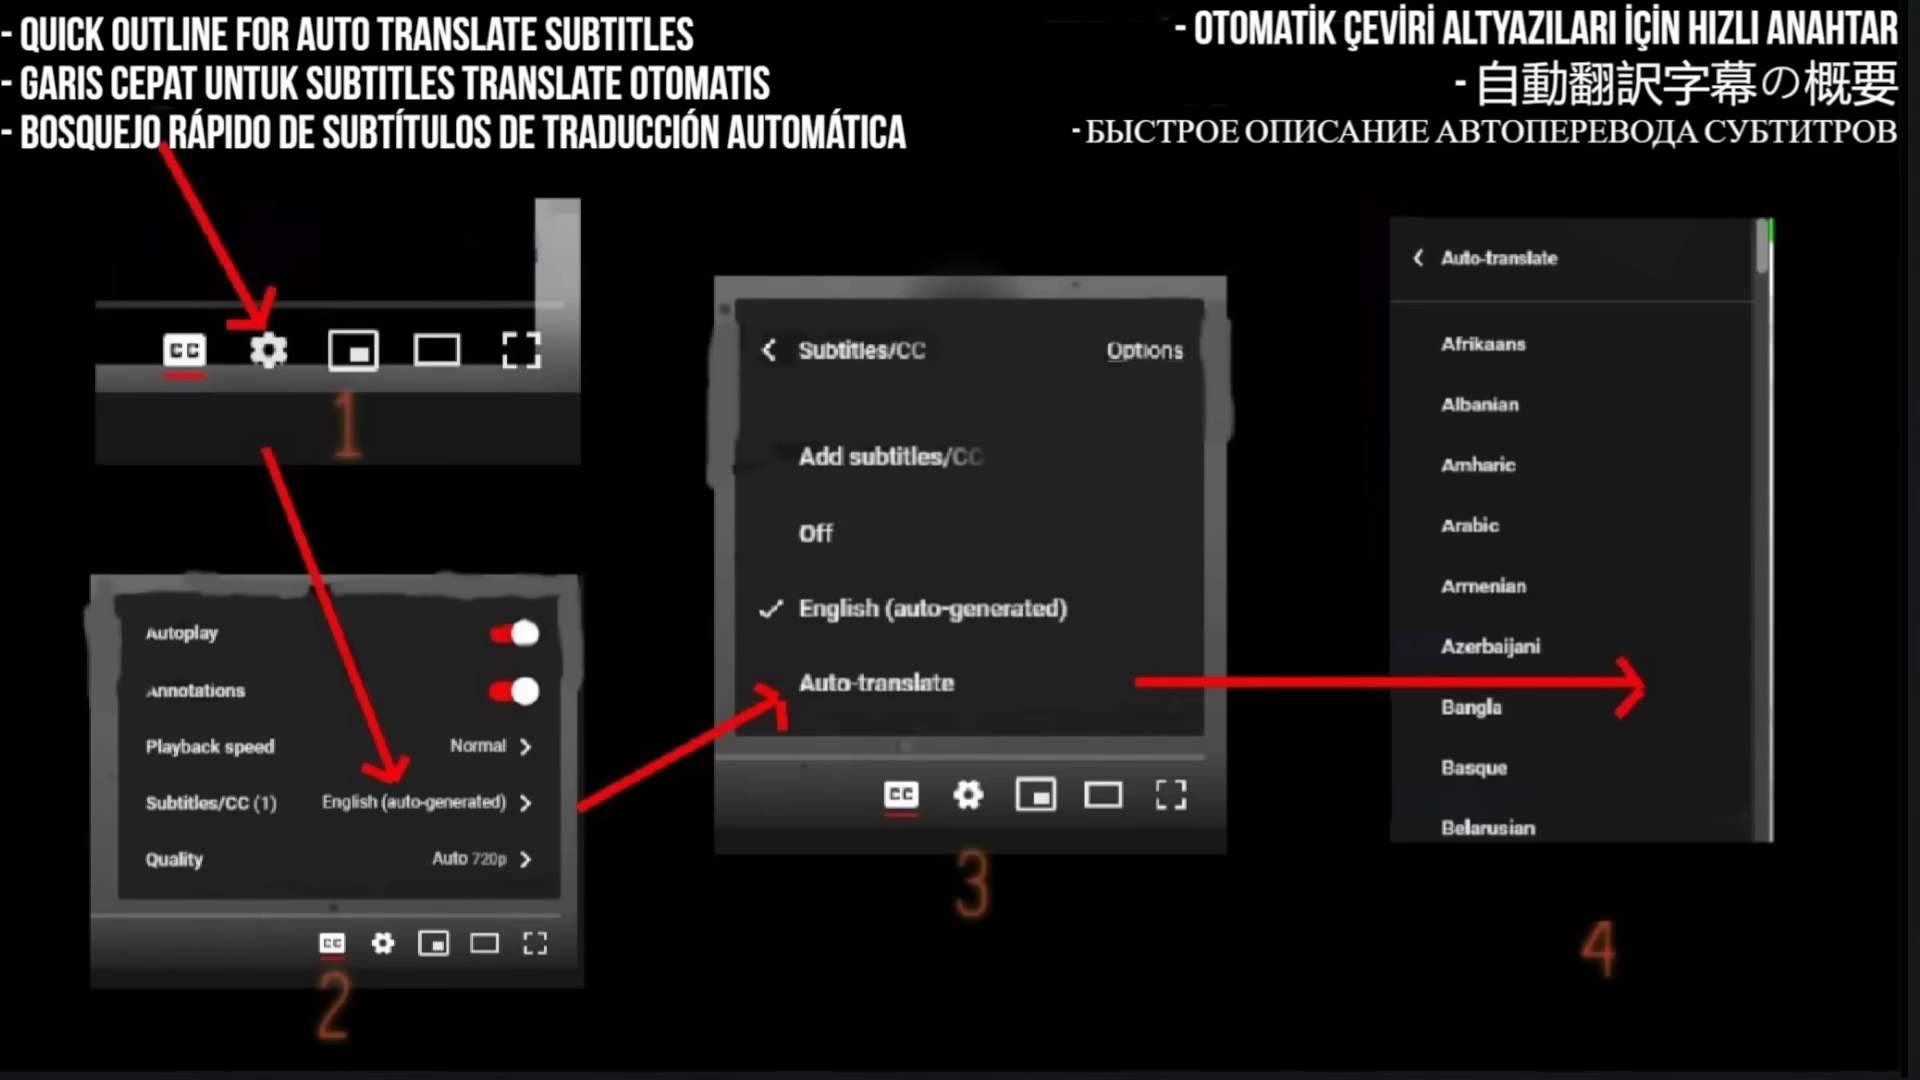 - QUICK OUTLINE FOR AUTO TRANSLATE SUBTITLES
- GARIS CEPAT UNTUK SUBTITLES TRANSLATE OTOMATIS
- BOSQUEJO RÁPIDO DE SUBTÍTULOS DE TRADUCCIÓN AUTOMÁTICA
- OTOMATİK ÇEVİRİ ALTYAZILARI İÇİN HIZLI ANAHTAR
- 自動翻訳字幕の概要
- БЫСТРОЕ ОПИСАНИЕ АВТОПЕРЕВОДА СУБТИТРОВ
CC
1
Autoplay
Annotations
Playback speed Normal
Subtitles/CC (1) English (auto-generated)
Quality Auto 720p
CC
2
Subtitles/CC Options
Add subtitles/CC
Off
English (auto-generated)
Auto-translate
CC
3
Auto-translate
Afrikaans
Albanian
Amharic
Arabic
Armenian
Azerbaijani
Bangla
Basque
Belarusian
4